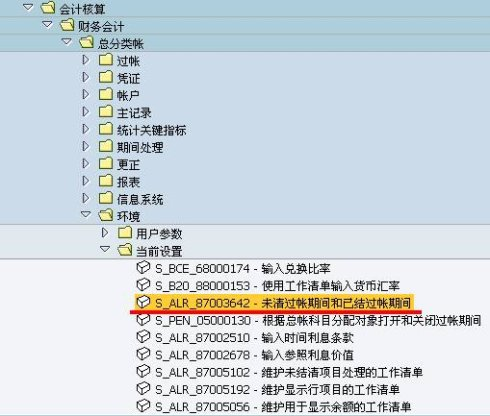 会计核算
财务会计
总分类帐
过帐
凭证
帐户
主记录
统计关键指标
期间处理
更正
报表
信息系统
环境
用户参数
当前设置
S_BCE_68000174 - 输入兑换比率
S_B20_88000153 - 使用工作清单输入货币汇率
S_ALR_87003642 - 未清过帐期间和已结过帐期间
S_PEN_05000130 - 根据总帐科目分配对象打开和关闭过帐期间
S_ALR_87002510 - 输入时间利息条款
S_ALR_87002678 - 输入参照利息价值
S_ALR_87005102 - 维护未结清项目处理的工作清单
S_ALR_87005192 - 维护显示行项目的工作清单
S_ALR_87005056 - 维护用于显示余额的工作清单